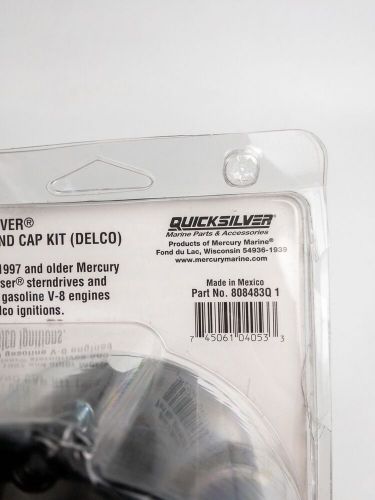 VER®
ND CAP KIT (DELCO)
1997 and older Mercury
ser® sterndrives and
gasoline V-8 engines
lco ignitions.
QUICKSILVER®
Marine Parts & Accessories
Products of Mercury Marine®
Fond du Lac, Wisconsin 54936-1939
www.mercurymarine.com
Made in Mexico
Part No. 808483Q 1
7 45061 04053 3